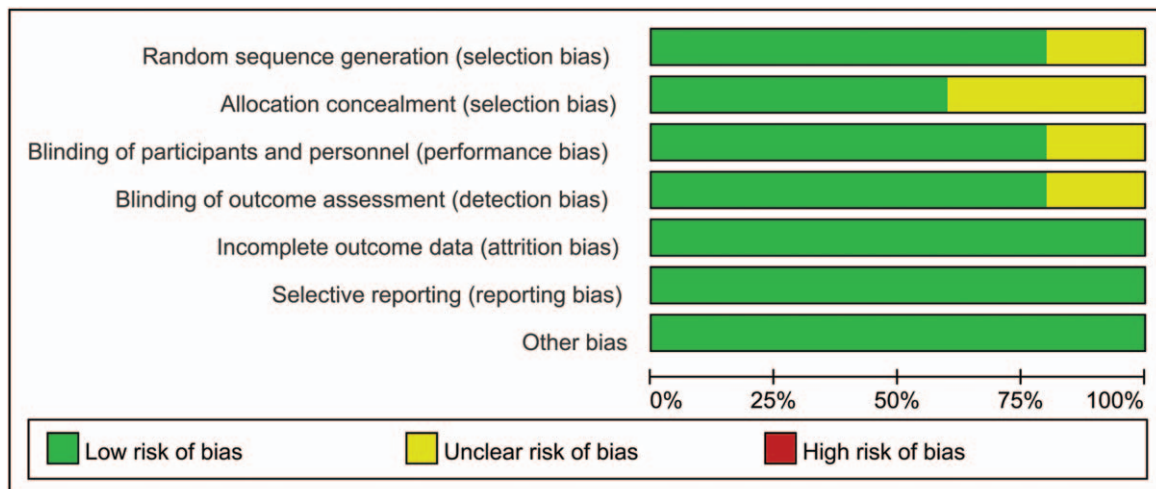 Random sequence generation (selection bias)
Allocation concealment (selection bias)
Blinding of participants and personnel (performance bias)
Blinding of outcome assessment (detection bias)
Incomplete outcome data (attrition bias)
Selective reporting (reporting bias)
Other bias
0% 25% 50% 75% 100%
Low risk of bias Unclear risk of bias High risk of bias